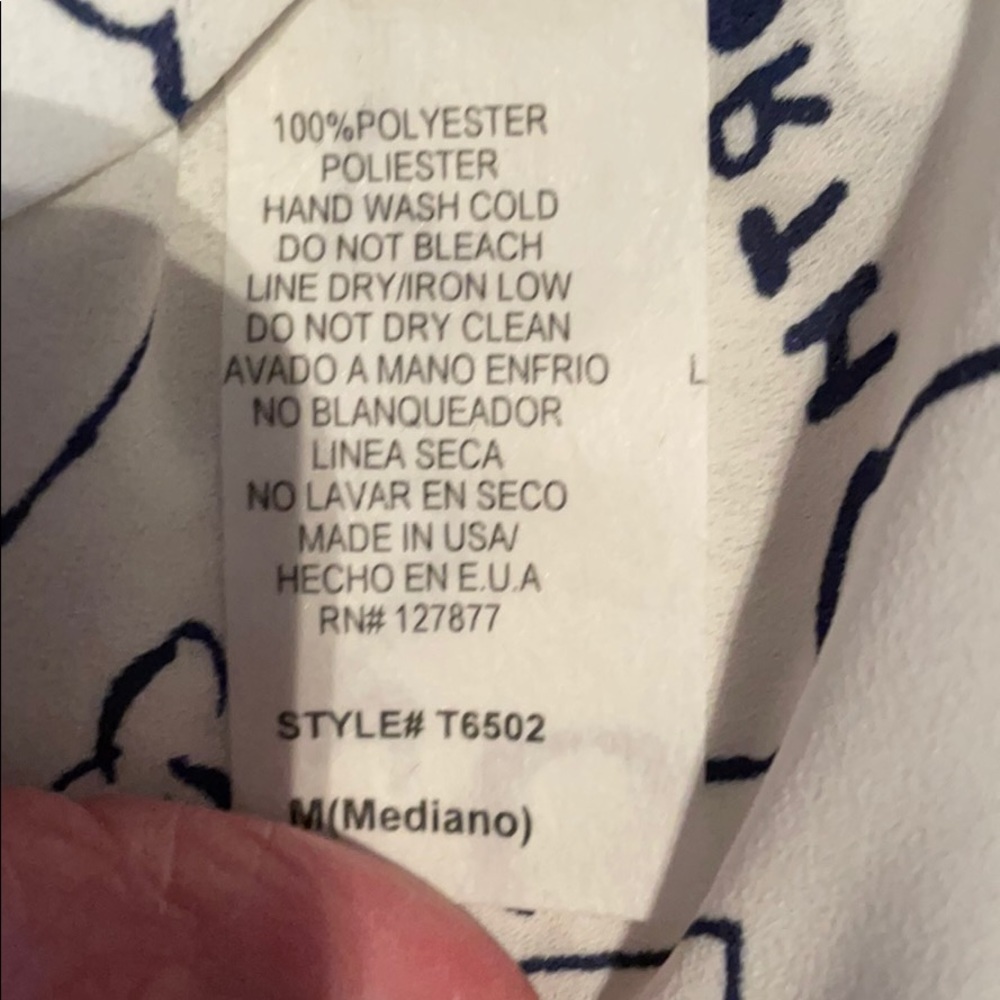 100%POLYESTER
POLIESTER
HAND WASH COLD
DO NOT BLEACH
LINE DRY/IRON LOW
DO NOT DRY CLEAN
AVADO A MANO ENFRIO L
NO BLANQUEADOR
LINEA SECA
NO LAVAR EN SECO
MADE IN USA/
HECHO EN E.U.A
RN# 127877
STYLE# T6502
M(Mediano)